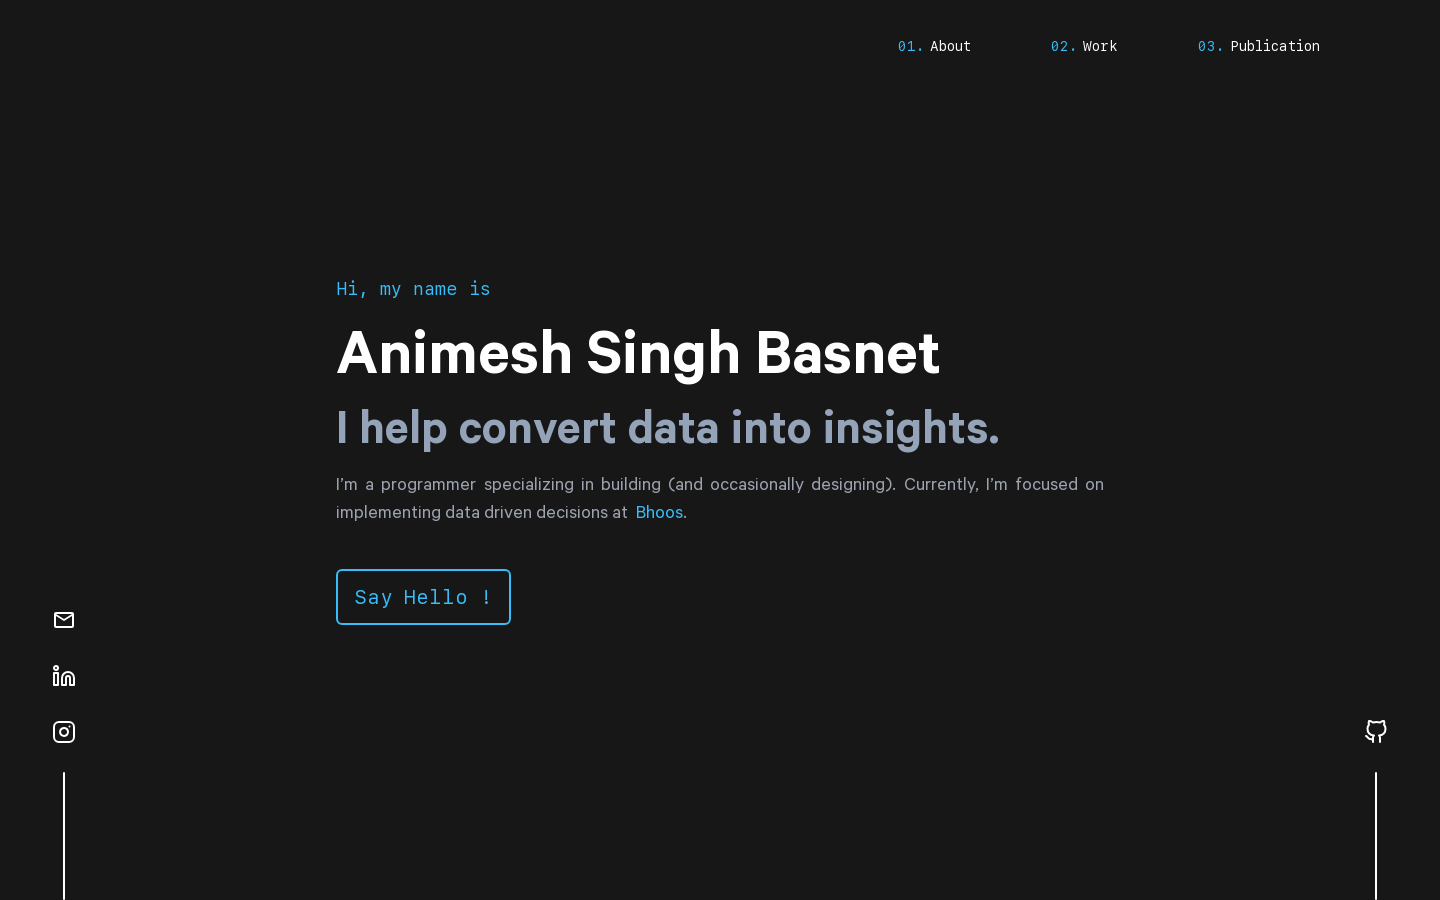 01. About
02. Work
03. Publication
Hi, my name is
Animesh Singh Basnet
I help convert data into insights.
I'm a programmer specializing in building (and occasionally designing). Currently, I'm focused on
implementing data driven decisions at Bhoos.
Say Hello !